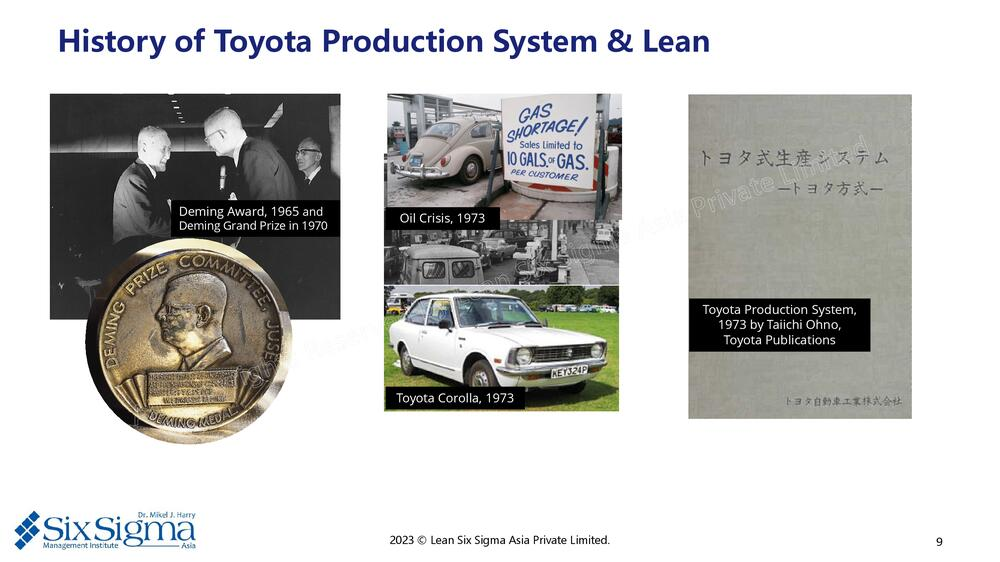 History of Toyota Production System & Lean
Deming Award, 1965 and
Deming Grand Prize in 1970
DEMING PRIZE COMMITTEE, JUSE
DEMING MEDAL
GAS
SHORTAGE!
Sales Limited to
10 GALS. OF GAS.
PER CUSTOMER
Oil Crisis, 1973
KEY324P
Toyota Corolla, 1973
トヨタ式生産システム
—トヨタ方式—
Toyota Production System,
1973 by Taiichi Ohno,
Toyota Publications
トヨタ自動車工業株式会社
Dr. Mikel J. Harry
Six Sigma
Management Institute
Asia
2023 © Lean Six Sigma Asia Private Limited.
9